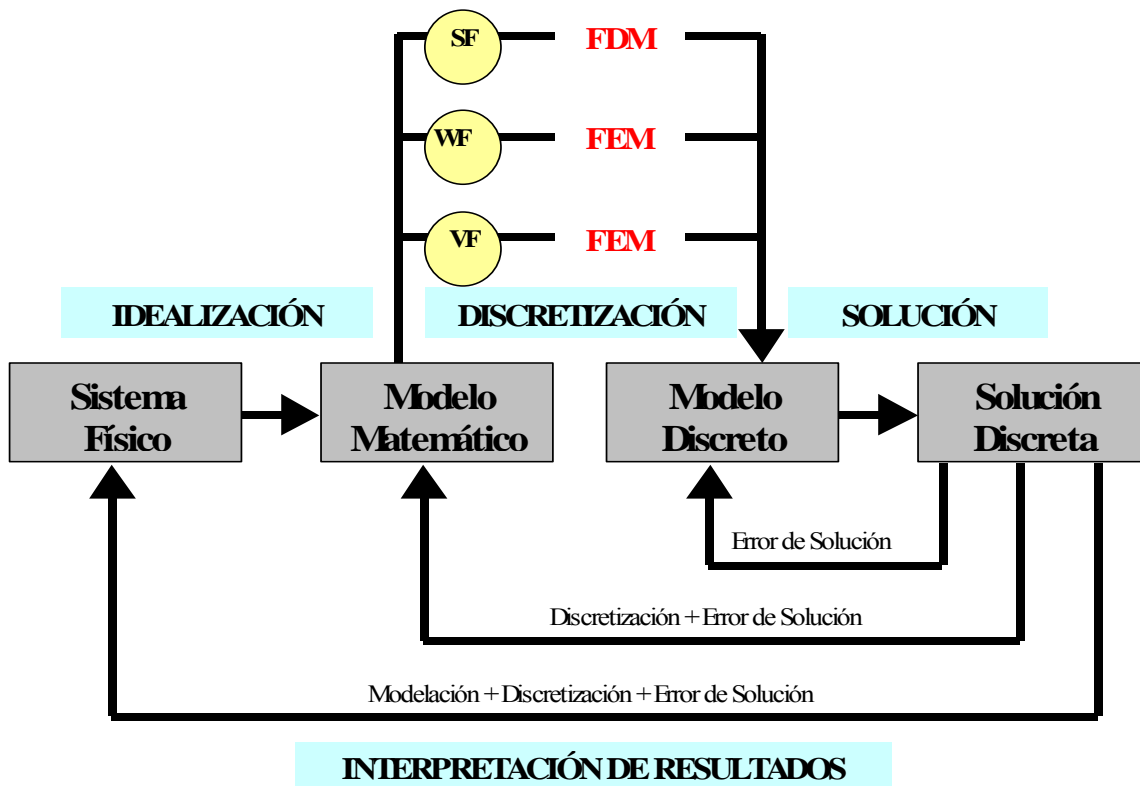 SF FDM
WF FEM
VF FEM
IDEALIZACIÓN DISCRETIZACIÓN SOLUCIÓN
Sistema
Físico
Modelo
Matemático
Modelo
Discreto
Solución
Discreta
Error de Solución
Discretización + Error de Solución
Modelación + Discretización + Error de Solución
INTERPRETACIÓN DE RESULTADOS